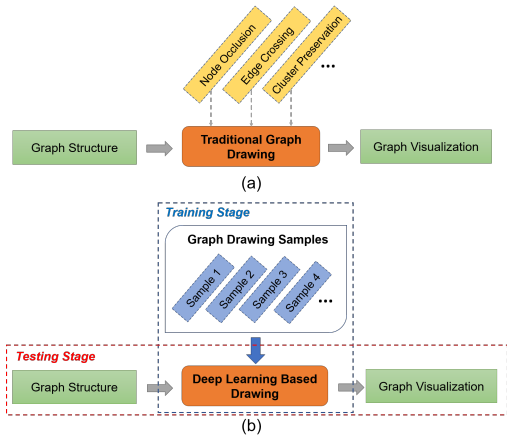 Node Occlusion
Edge Crossing
Cluster Preservation
...
Graph Structure
Traditional Graph
Drawing
Graph Visualization
(a)
Training Stage
Graph Drawing Samples
Sample 1
Sample 2
Sample 3
Sample 4
...
Testing Stage
Graph Structure
Deep Learning Based
Drawing
Graph Visualization
(b)